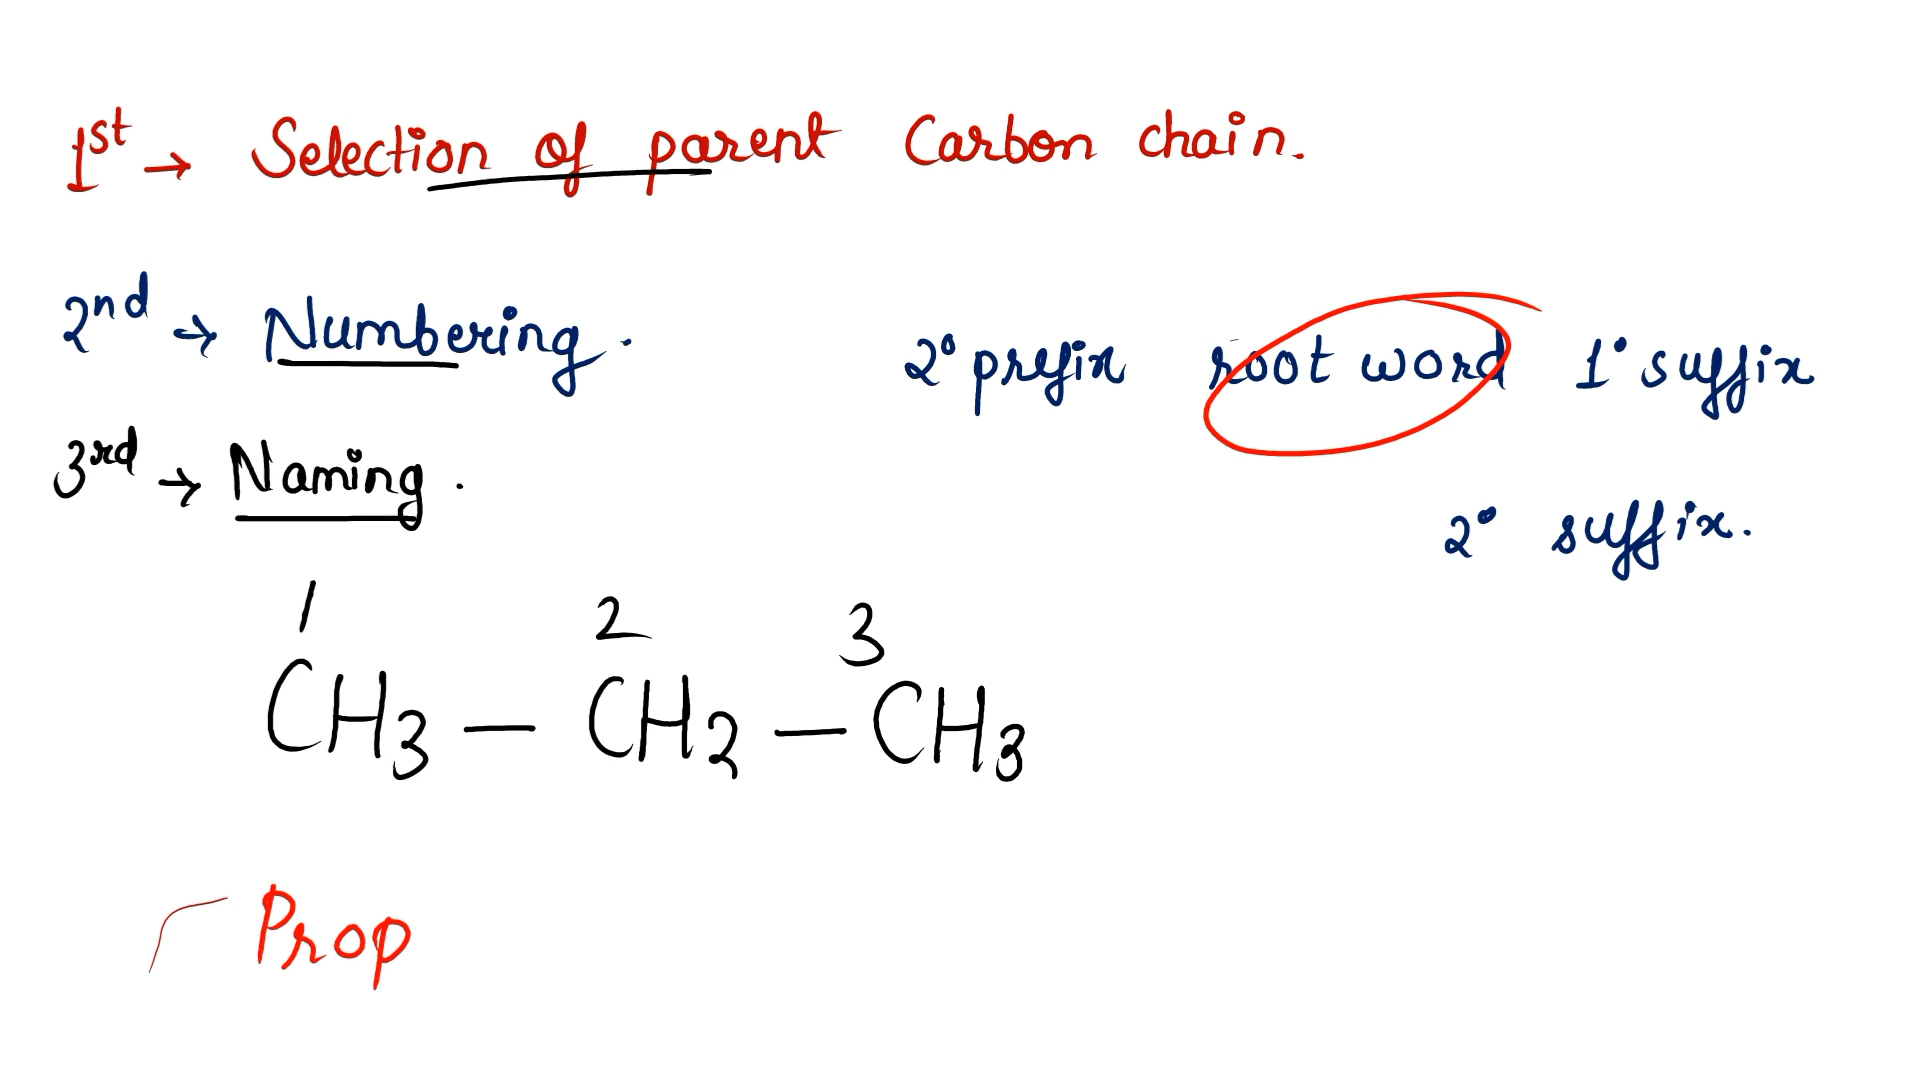 1st → Selection of parent Carbon chain.
2nd → Numbering.
2° prefix root word 1° suffix
3rd → Naming.
2° suffix.
1 2 3
CH3 – CH2 – CH3
Prop